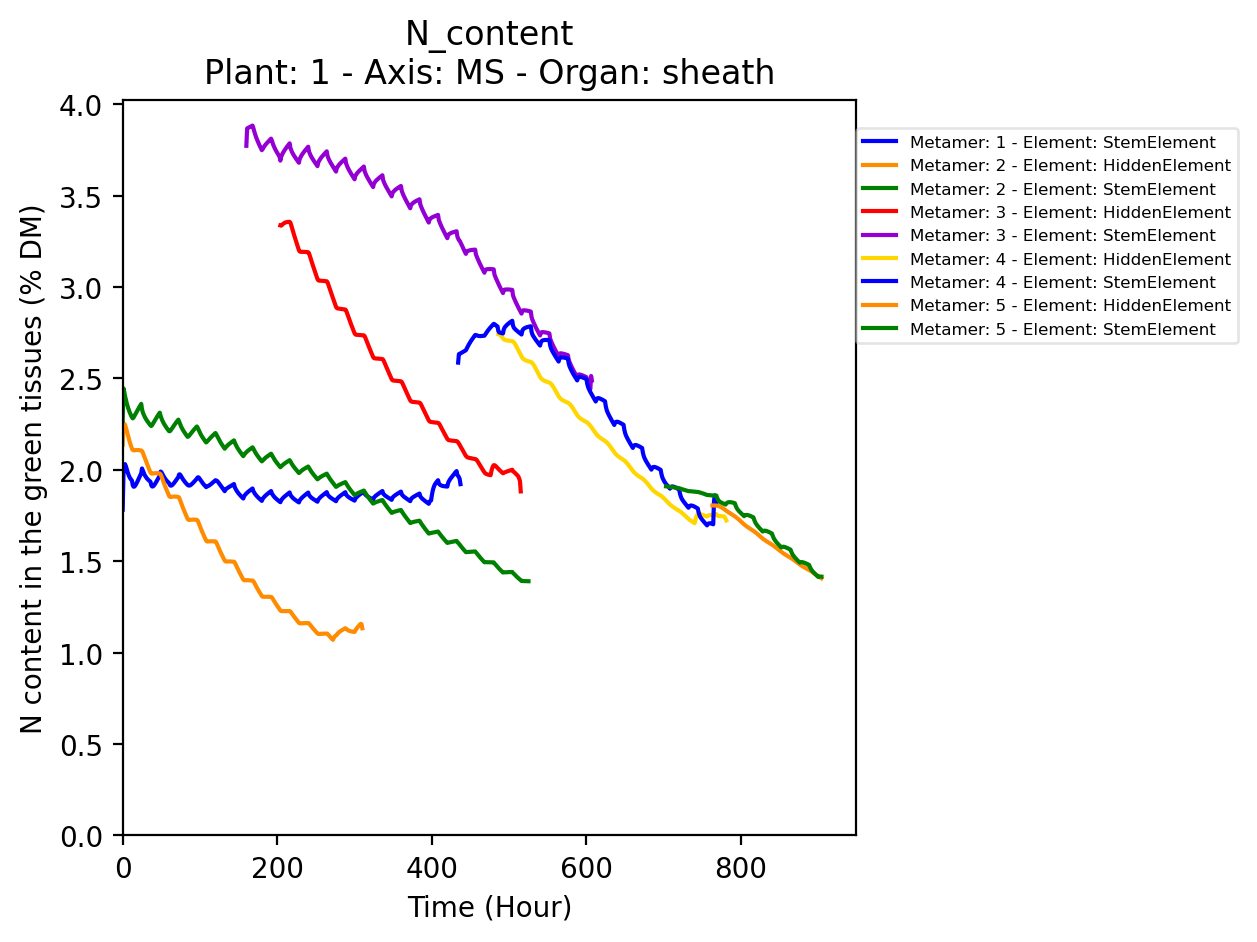 N_content
Plant: 1 - Axis: MS - Organ: sheath
N content in the green tissues (% DM)
4.0
3.5
3.0
2.5
2.0
1.5
1.0
0.5
0.0
0
200
400
600
800
Time (Hour)
Metamer: 1 - Element: StemElement
Metamer: 2 - Element: HiddenElement
Metamer: 2 - Element: StemElement
Metamer: 3 - Element: HiddenElement
Metamer: 3 - Element: StemElement
Metamer: 4 - Element: HiddenElement
Metamer: 4 - Element: StemElement
Metamer: 5 - Element: HiddenElement
Metamer: 5 - Element: StemElement